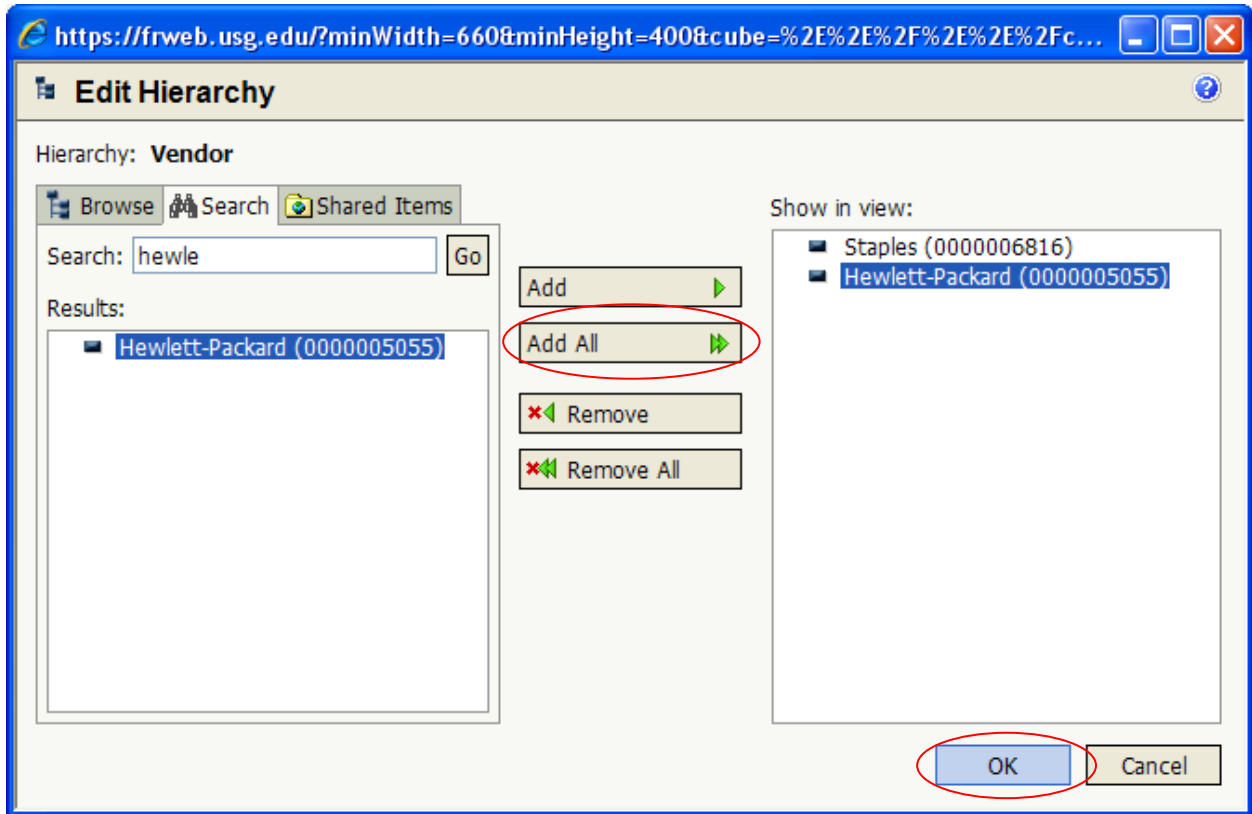 https://frweb.usg.edu/?minWidth=660&minHeight=400&cube=%2E%2E%2F%2E%2E%2Fc...
Edit Hierarchy
Hierarchy: Vendor
Browse Search Shared Items
Search: hewle Go
Results:
Hewlett-Packard (0000005055)
Add
Add All
Remove
Remove All
Show in view:
Staples (0000006816)
Hewlett-Packard (0000005055)
OK Cancel